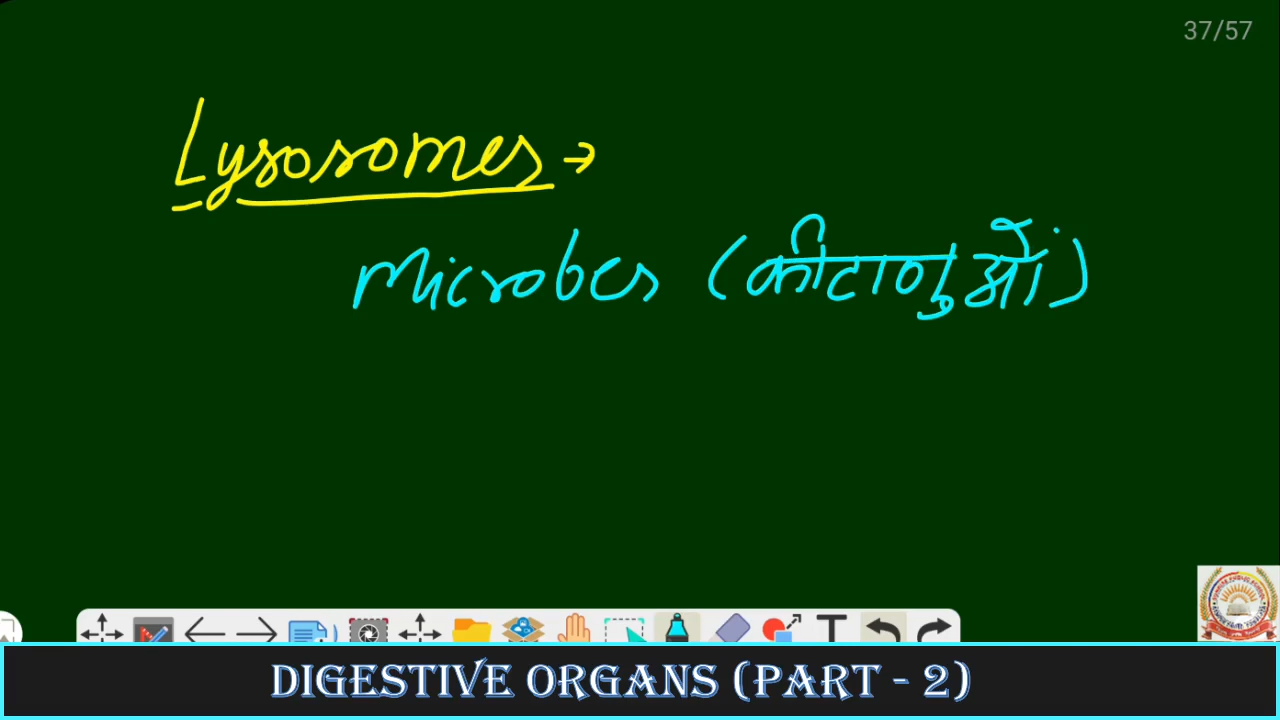 37/57
Lysosomes →
Microbes (कीटाणुओं)
DIGESTIVE ORGANS (PART - 2)